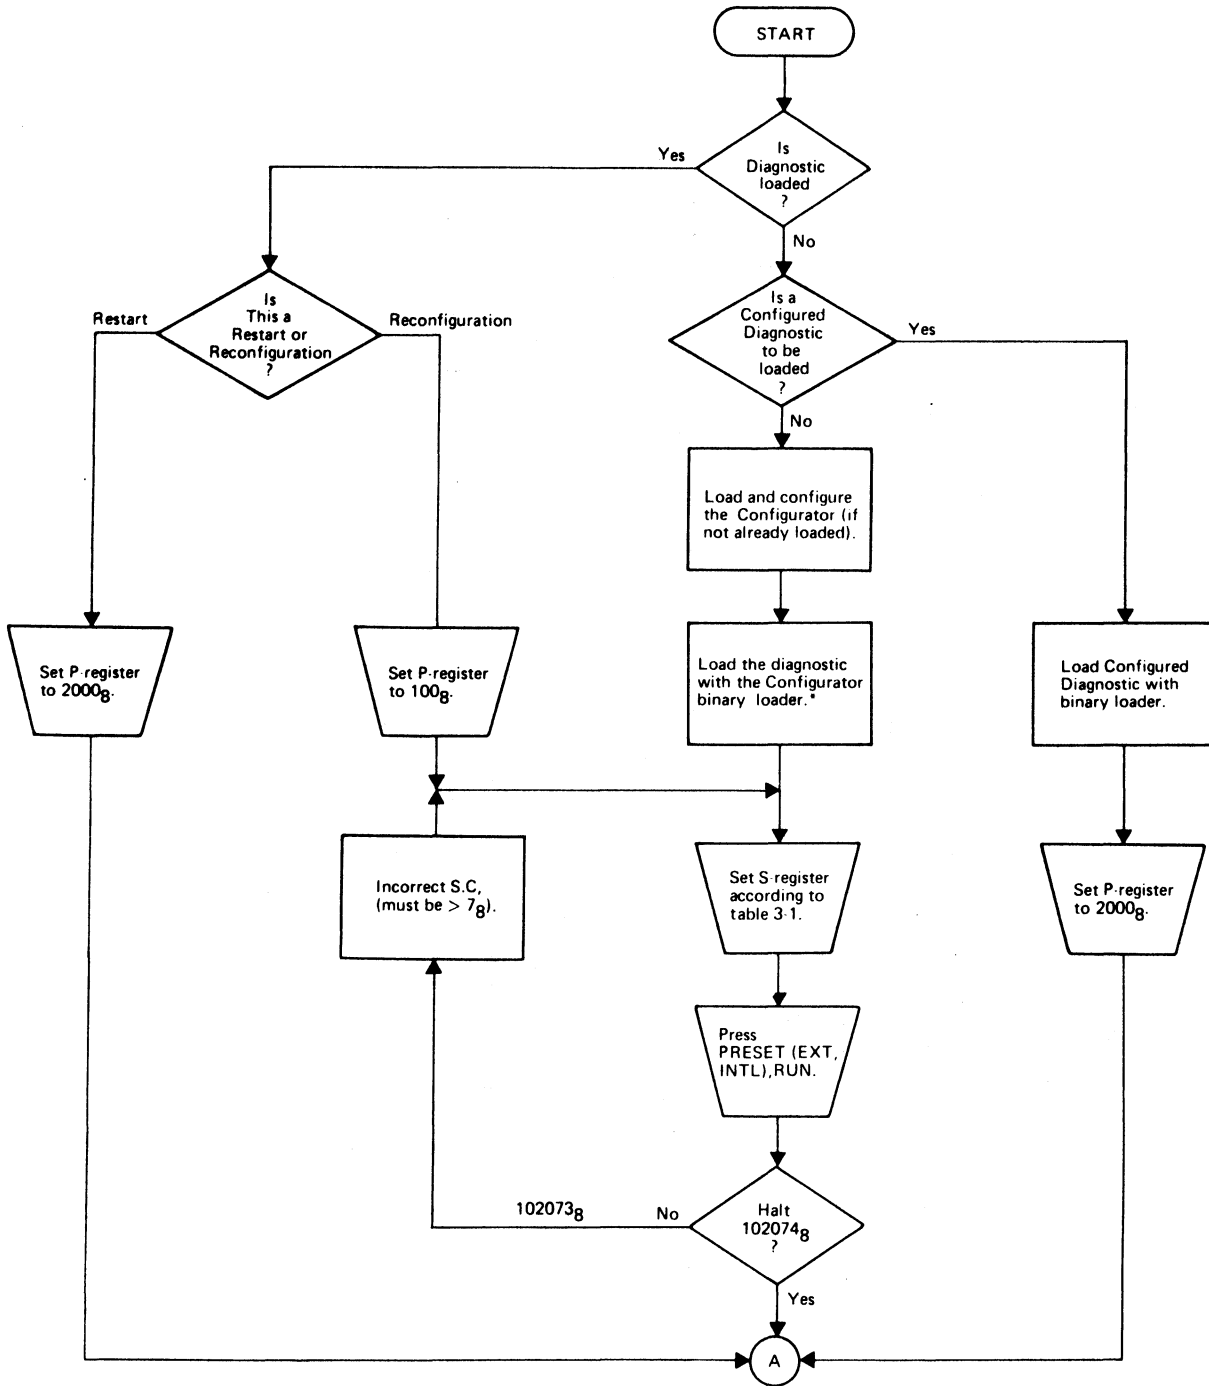 START
Yes
Is
Diagnostic
loaded
?
No
Is
This a
Restart or
Reconfiguration
?
Restart
Reconfiguration
Is a
Configured
Diagnostic
to be
loaded
?
Yes
No
Load and configure
the Configurator (if
not already loaded).
Set P-register
to 2000₈.
Set P-register
to 100₈.
Load the diagnostic
with the Configurator
binary loader.*
Load Configured
Diagnostic with
binary loader.
Incorrect S.C,
(must be > 7₈).
Set S-register
according to
table 3-1.
Set P-register
to 2000₈.
Press
PRESET (EXT,
INTL),RUN.
102073₈
No
Halt
102074₈
?
Yes
A